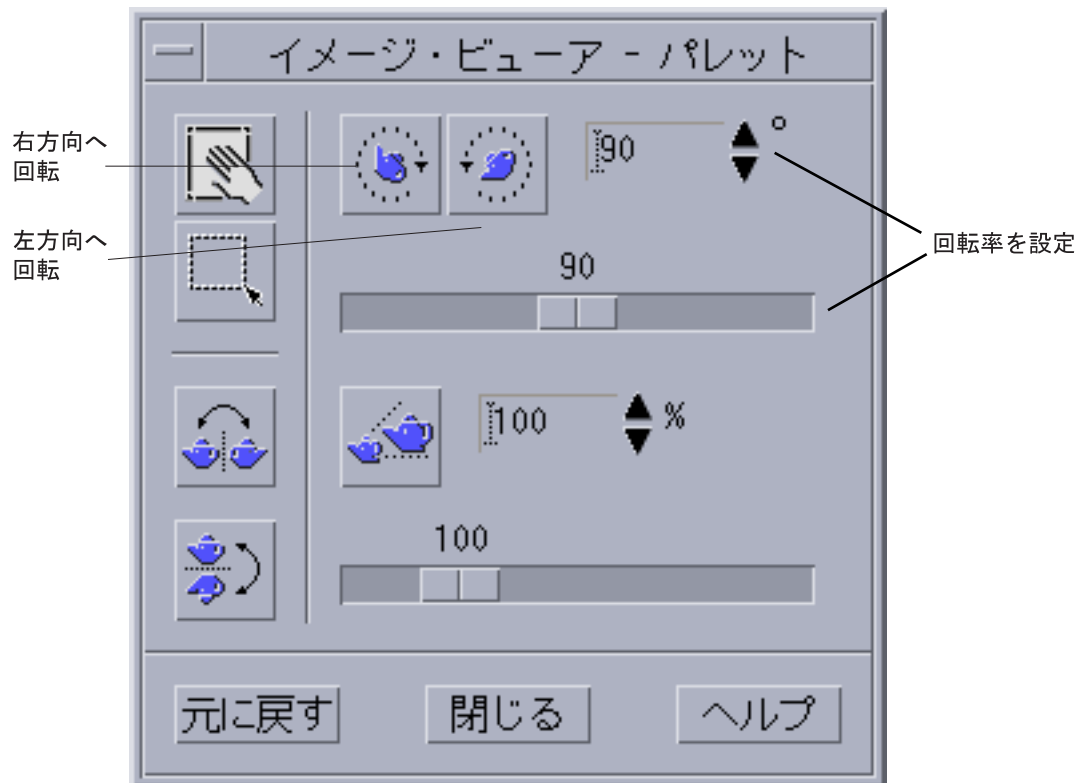 イメージ・ビューア - パレット
右方向へ
回転
90
°
左方向へ
回転
回転率を設定
90
100
%
100
元に戻す
閉じる
ヘルプ